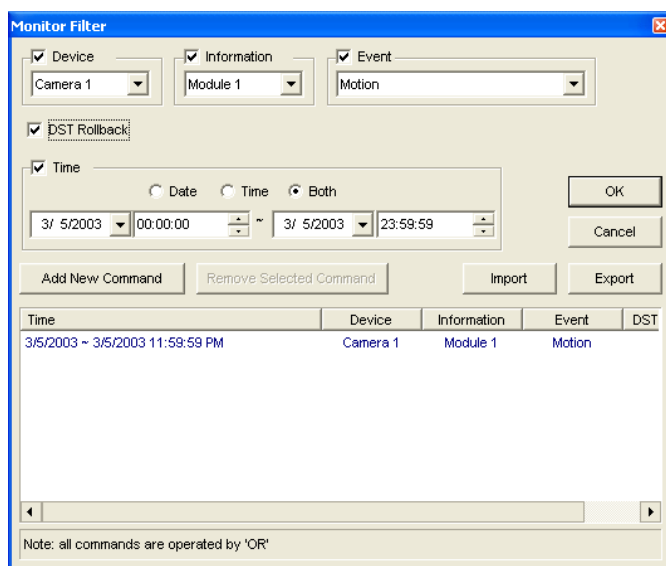 Monitor Filter
Device Information Event
Camera 1 Module 1 Motion
DST Rollback
Time
Date Time Both
3/ 5/2003 00:00:00 ~ 3/ 5/2003 23:59:59
OK
Cancel
Add New Command Remove Selected Command Import Export
Time Device Information Event DST
3/5/2003 ~ 3/5/2003 11:59:59 PM Camera 1 Module 1 Motion
Note: all commands are operated by 'OR'